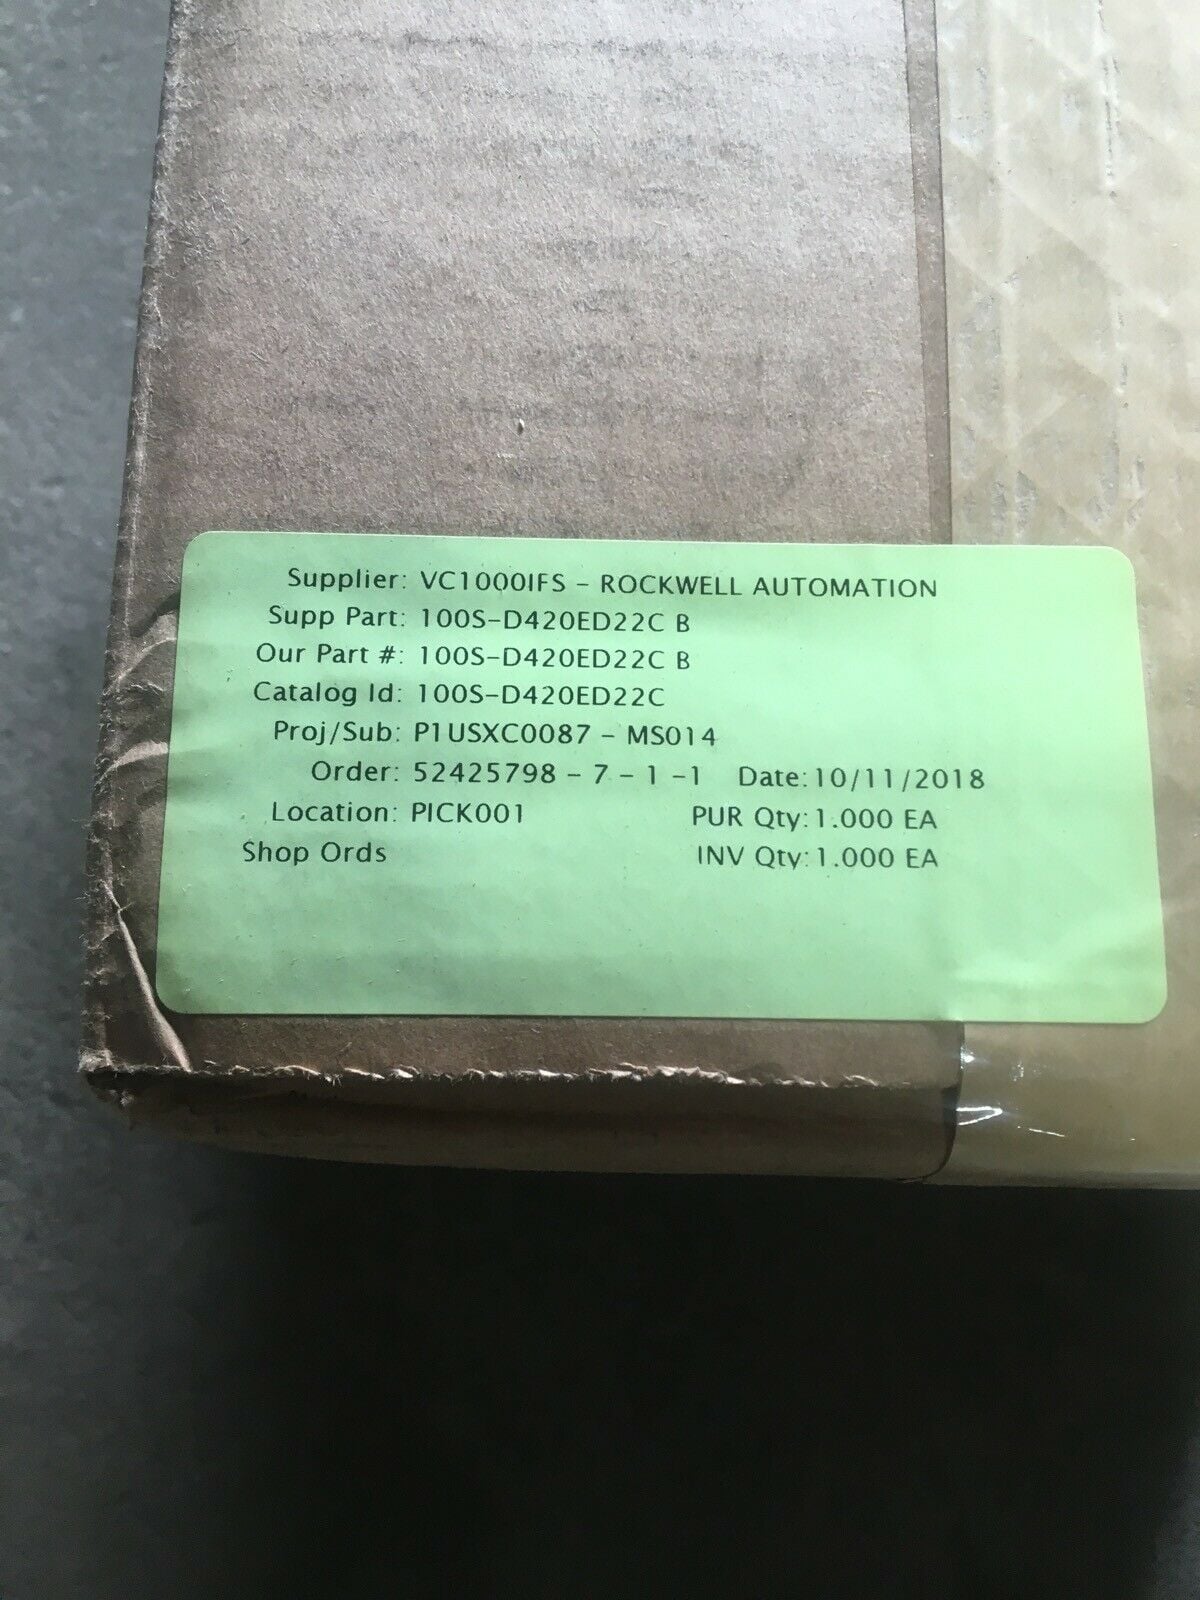 Supplier: VC1000IFS - ROCKWELL AUTOMATION
Supp Part: 100S-D420ED22C B
Our Part #: 100S-D420ED22C B
Catalog Id: 100S-D420ED22C
Proj/Sub: P1USXC0087 - MS014
Order: 52425798 - 7 - 1 -1 Date: 10/11/2018
Location: PICK001 PUR Qty: 1.000 EA
Shop Ords INV Qty: 1.000 EA